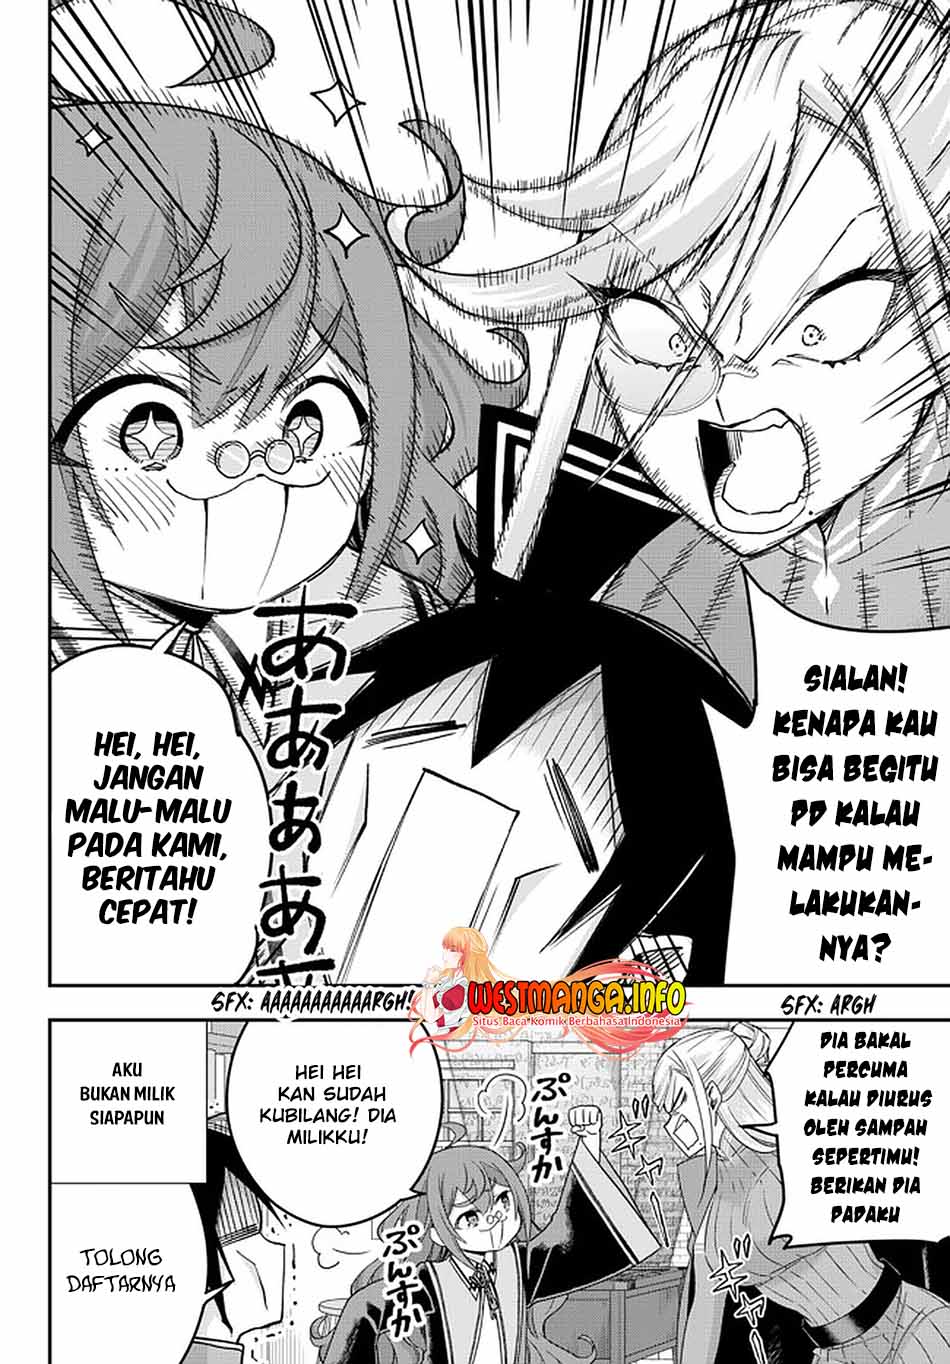 SIALAN!
KENAPA KAU
BISA BEGITU
PD KALAU
MAMPU ME-
LAKUKAN-
NYA?
HEI, HEI,
JANGAN
MALU-MALU
PADA KAMI,
BERITAHU
CEPAT!
ああああぁ
SFX: AAAAAAAAAAARGH!
WESTMANGA.INFO
Situs Baca Komik Berbahasa Indonesia
SFX: ARGH
DIA BAKAL
PERCUMA
KALAU DIURUS
OLEH SAMPAH
SEPERTIMU!
BERIKAN DIA
PADAKU
HEI HEI
KAN SUDAH
KUBILANG! DIA
MILIKKU!
ぷんすか
ぷんすか
ギャー
ギャー
AKU
BUKAN MILIK
SIAPAPUN
TOLONG
DAFTARNYA